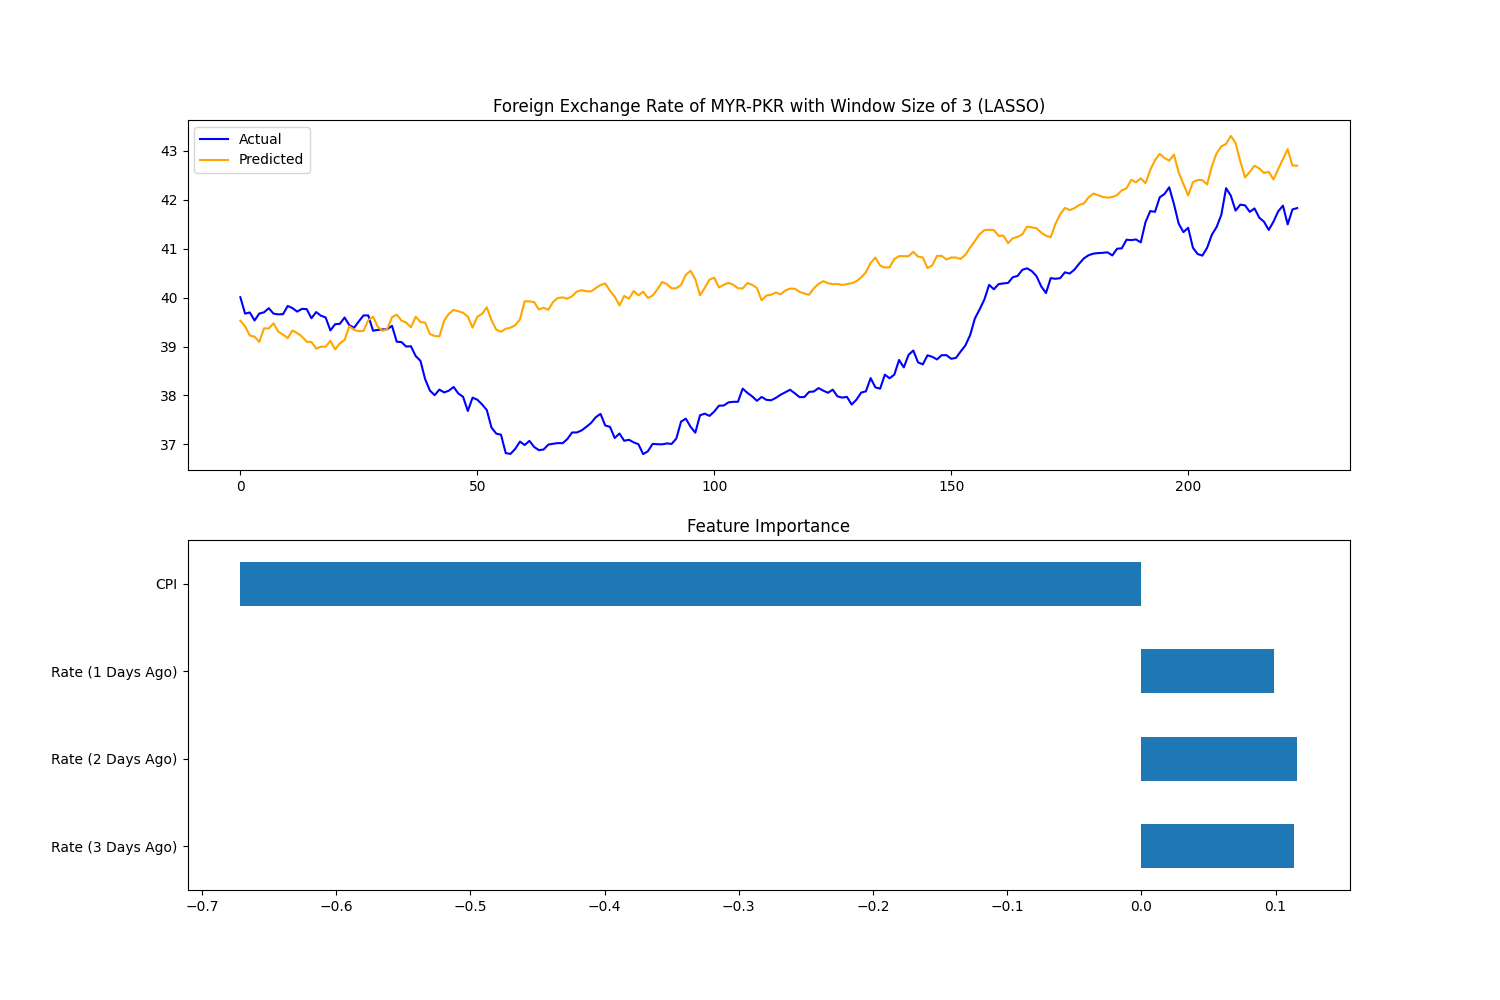 Foreign Exchange Rate of MYR-PKR with Window Size of 3 (LASSO)
Actual
Predicted
43
42
41
40
39
38
37
0 50 100 150 200
Feature Importance
CPI
Rate (1 Days Ago)
Rate (2 Days Ago)
Rate (3 Days Ago)
−0.7 −0.6 −0.5 −0.4 −0.3 −0.2 −0.1 0.0 0.1